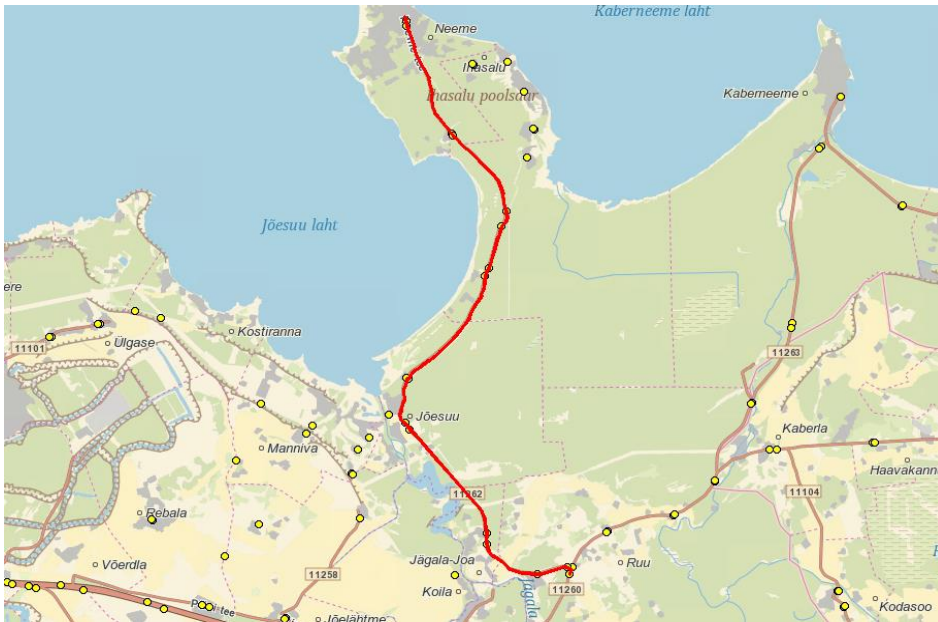 Kaberneeme laht
Neeme
Ihasalu
Ihasalu poolsaar
Kaberneeme
Jõesuu laht
ere
Kostiranna
11101
Ülgase
11263
Jõesuu
Kaberla
Manniva
Haavakann
11262
11104
Rebala
Jägala-Joa
Võerdla
Ruu
11258
11260
Koila
Jägala
Kodasoo
Jõelähtme